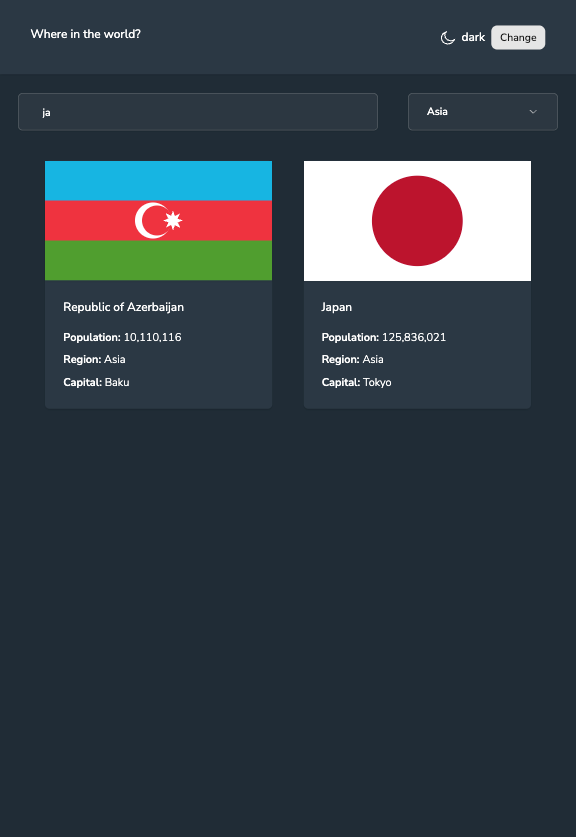 Where in the world?
dark Change
ja
Asia
Republic of Azerbaijan
Population: 10,110,116
Region: Asia
Capital: Baku
Japan
Population: 125,836,021
Region: Asia
Capital: Tokyo